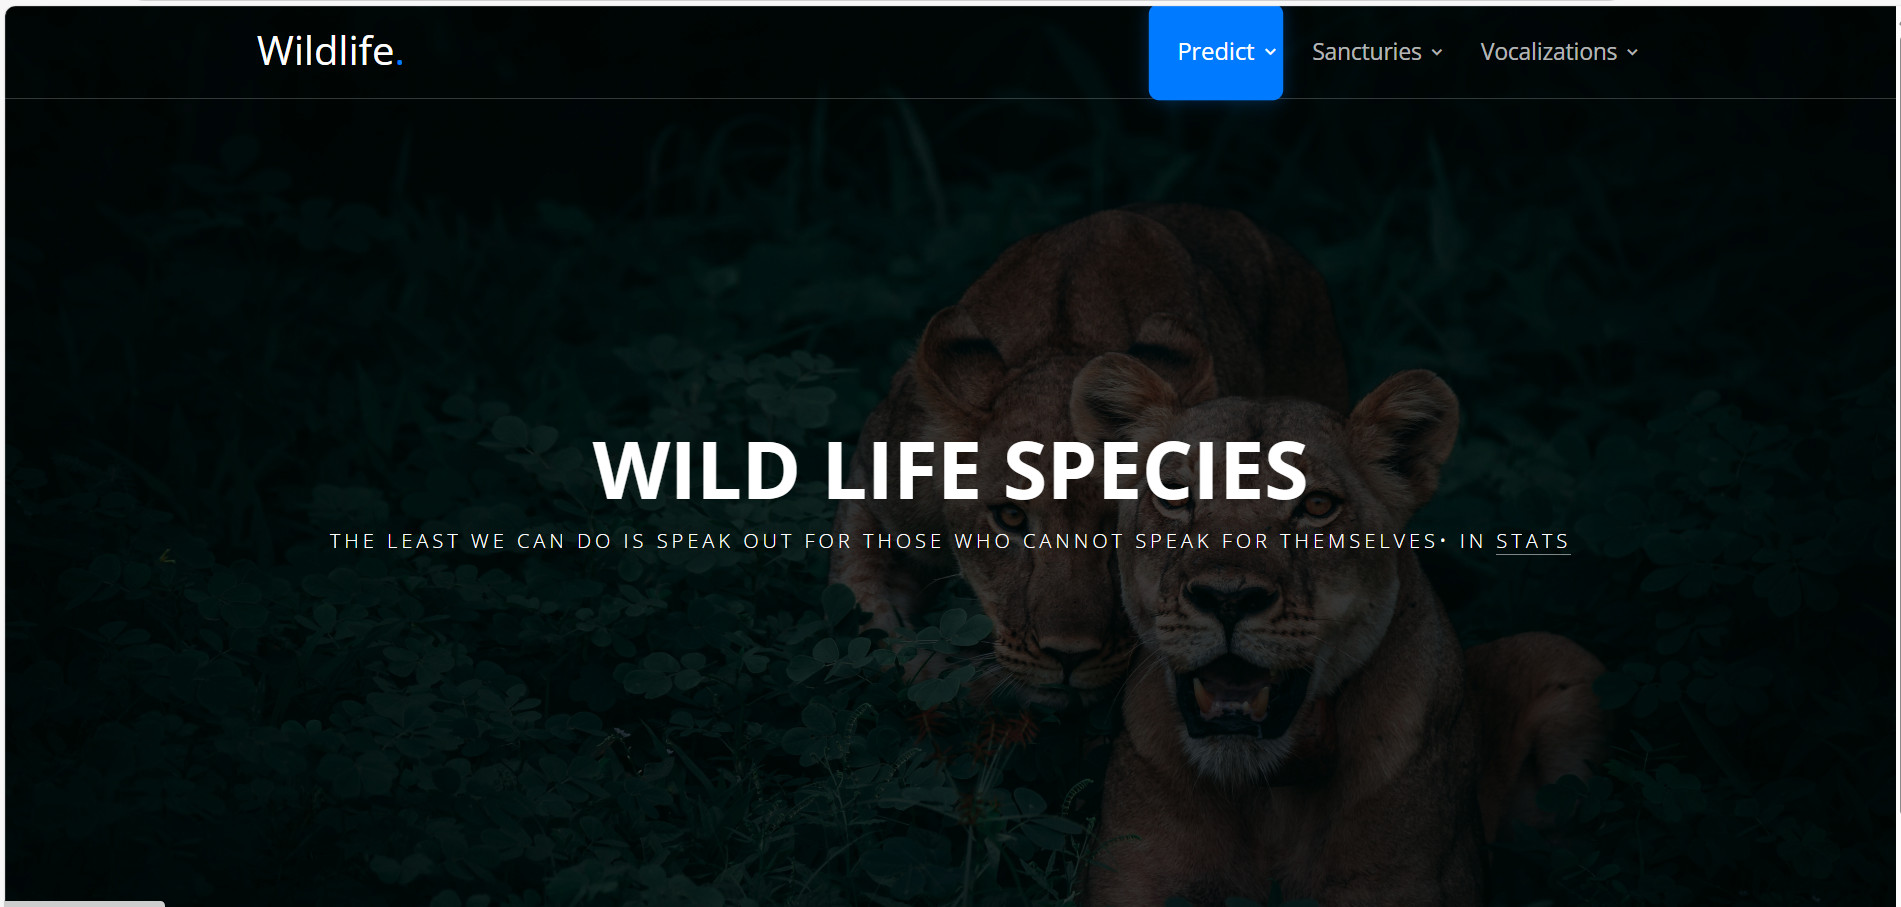 Wildlife.
Predict
Sancturies
Vocalizations
WILD LIFE SPECIES
THE LEAST WE CAN DO IS SPEAK OUT FOR THOSE WHO CANNOT SPEAK FOR THEMSELVES• IN STATS